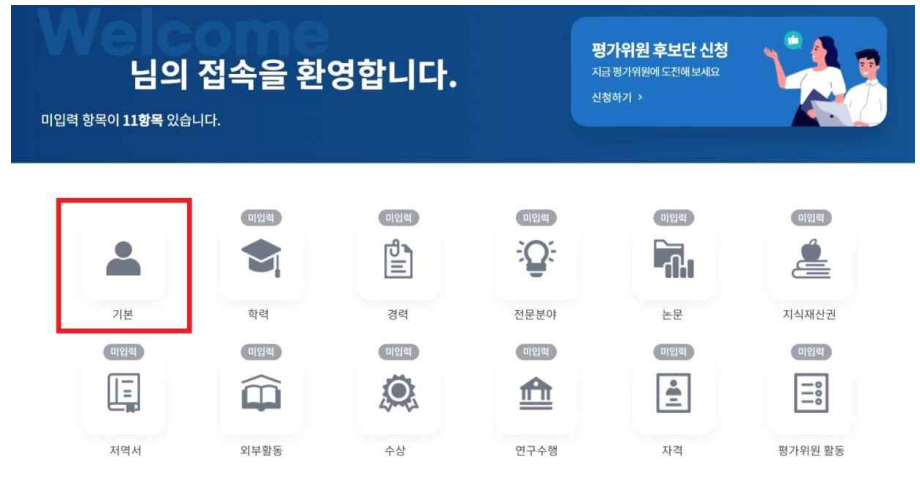 Welcome
님의 접속을 환영합니다.
미입력 항목이 11항목 있습니다.
평가위원 후보단 신청
지금 평가위원에 도전해 보세요
신청하기 >
미입력 미입력 미입력 미입력 미입력
기본 학력 경력 전문분야 논문 지식재산권
미입력 미입력 미입력 미입력 미입력 미입력
저역서 외부활동 수상 연구수행 자격 평가위원 활동